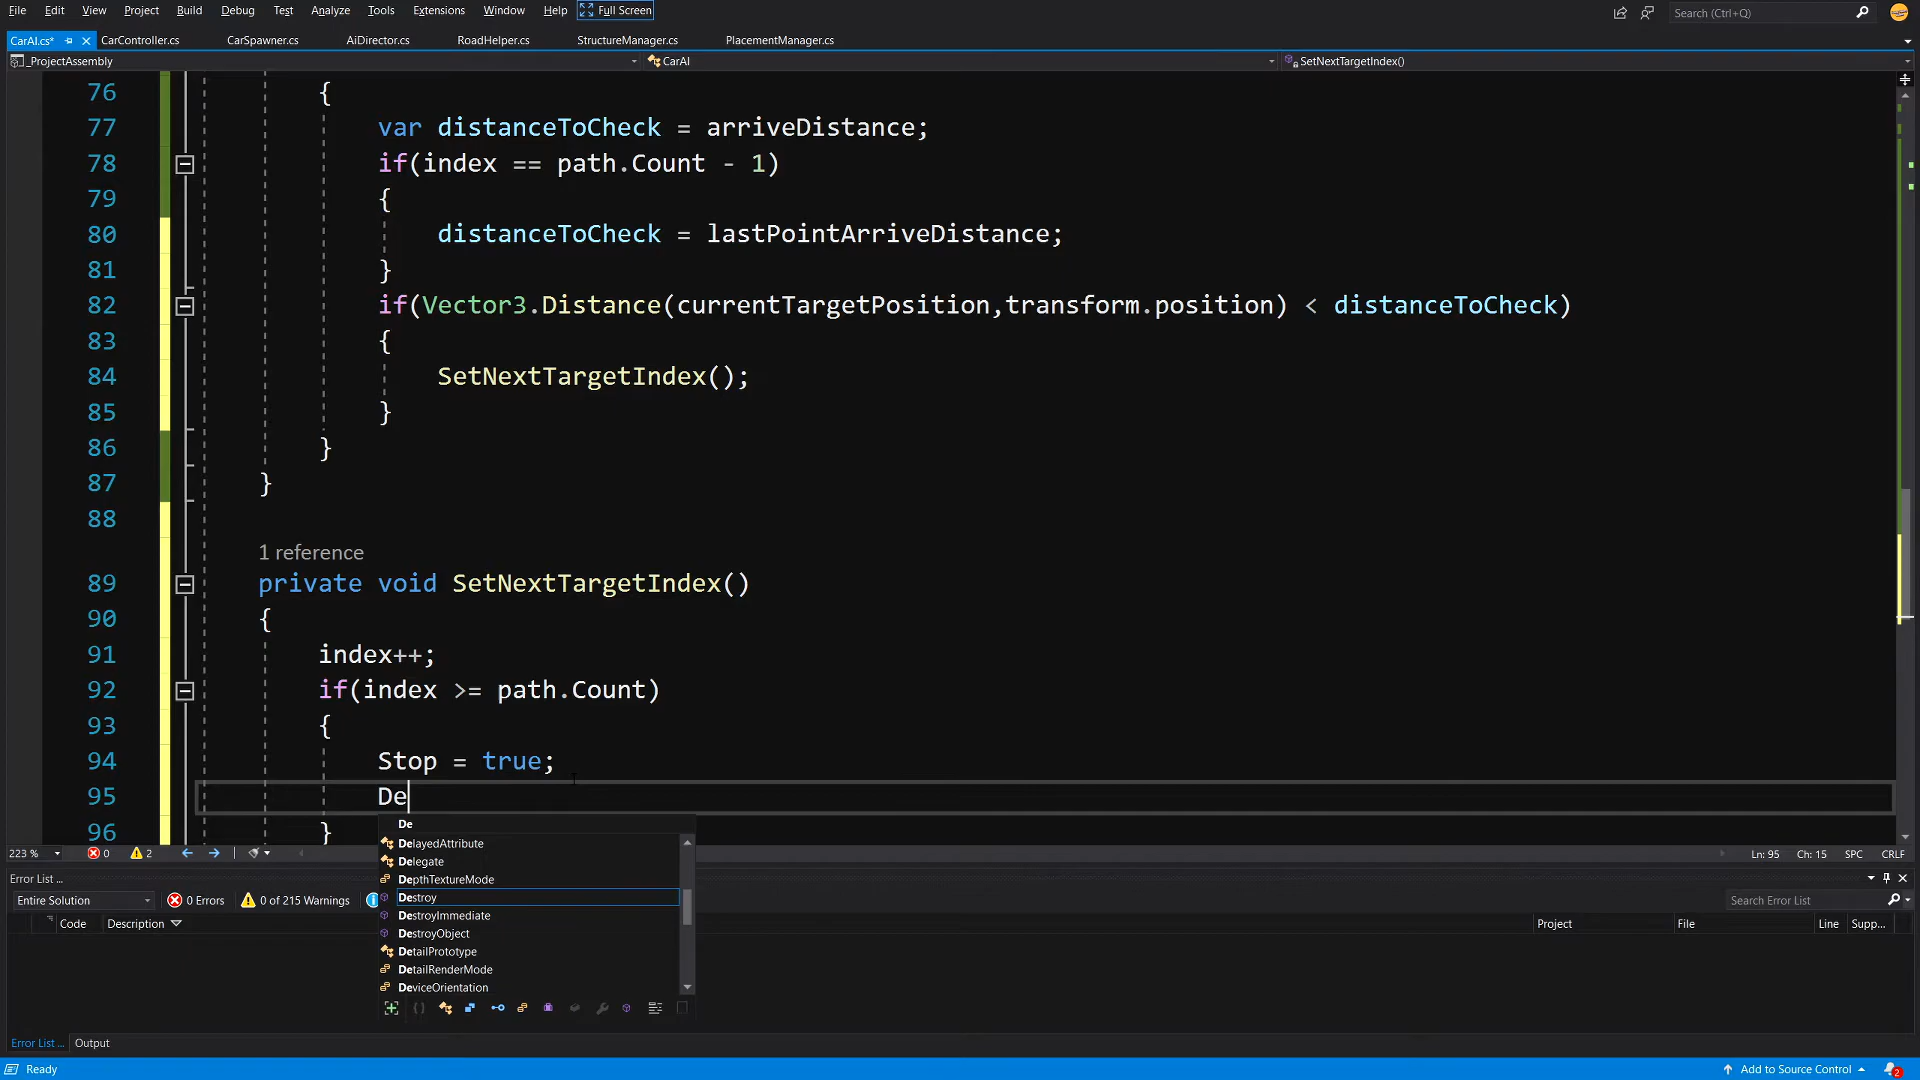 File Edit View Project Build Debug Test Analyze Tools Extensions Window Help Full Screen Search (Ctrl+Q)
CarAI.cs* CarController.cs CarSpawner.cs AiDirector.cs RoadHelper.cs StructureManager.cs PlacementManager.cs
_ProjectAssembly CarAI SetNextTargetIndex()
76 {
77 var distanceToCheck = arriveDistance;
78 if(index == path.Count - 1)
79 {
80 distanceToCheck = lastPointArriveDistance;
81 }
82 if(Vector3.Distance(currentTargetPosition,transform.position) < distanceToCheck)
83 {
84 SetNextTargetIndex();
85 }
86 }
87 }
88
1 reference
89 private void SetNextTargetIndex()
90 {
91 index++;
92 if(index >= path.Count)
93 {
94 Stop = true;
95 De
96 }
De
DelayedAttribute
Delegate
DepthTextureMode
Destroy
DestroyImmediate
DestroyObject
DetailPrototype
DetailRenderMode
DeviceOrientation
223 % 0 2 Ln: 95 Ch: 15 SPC CRLF
Error List ...
Entire Solution 0 Errors 0 of 215 Warnings Search Error List
Code Description Project File Line Supp...
Error List ... Output
Ready Add to Source Control 2